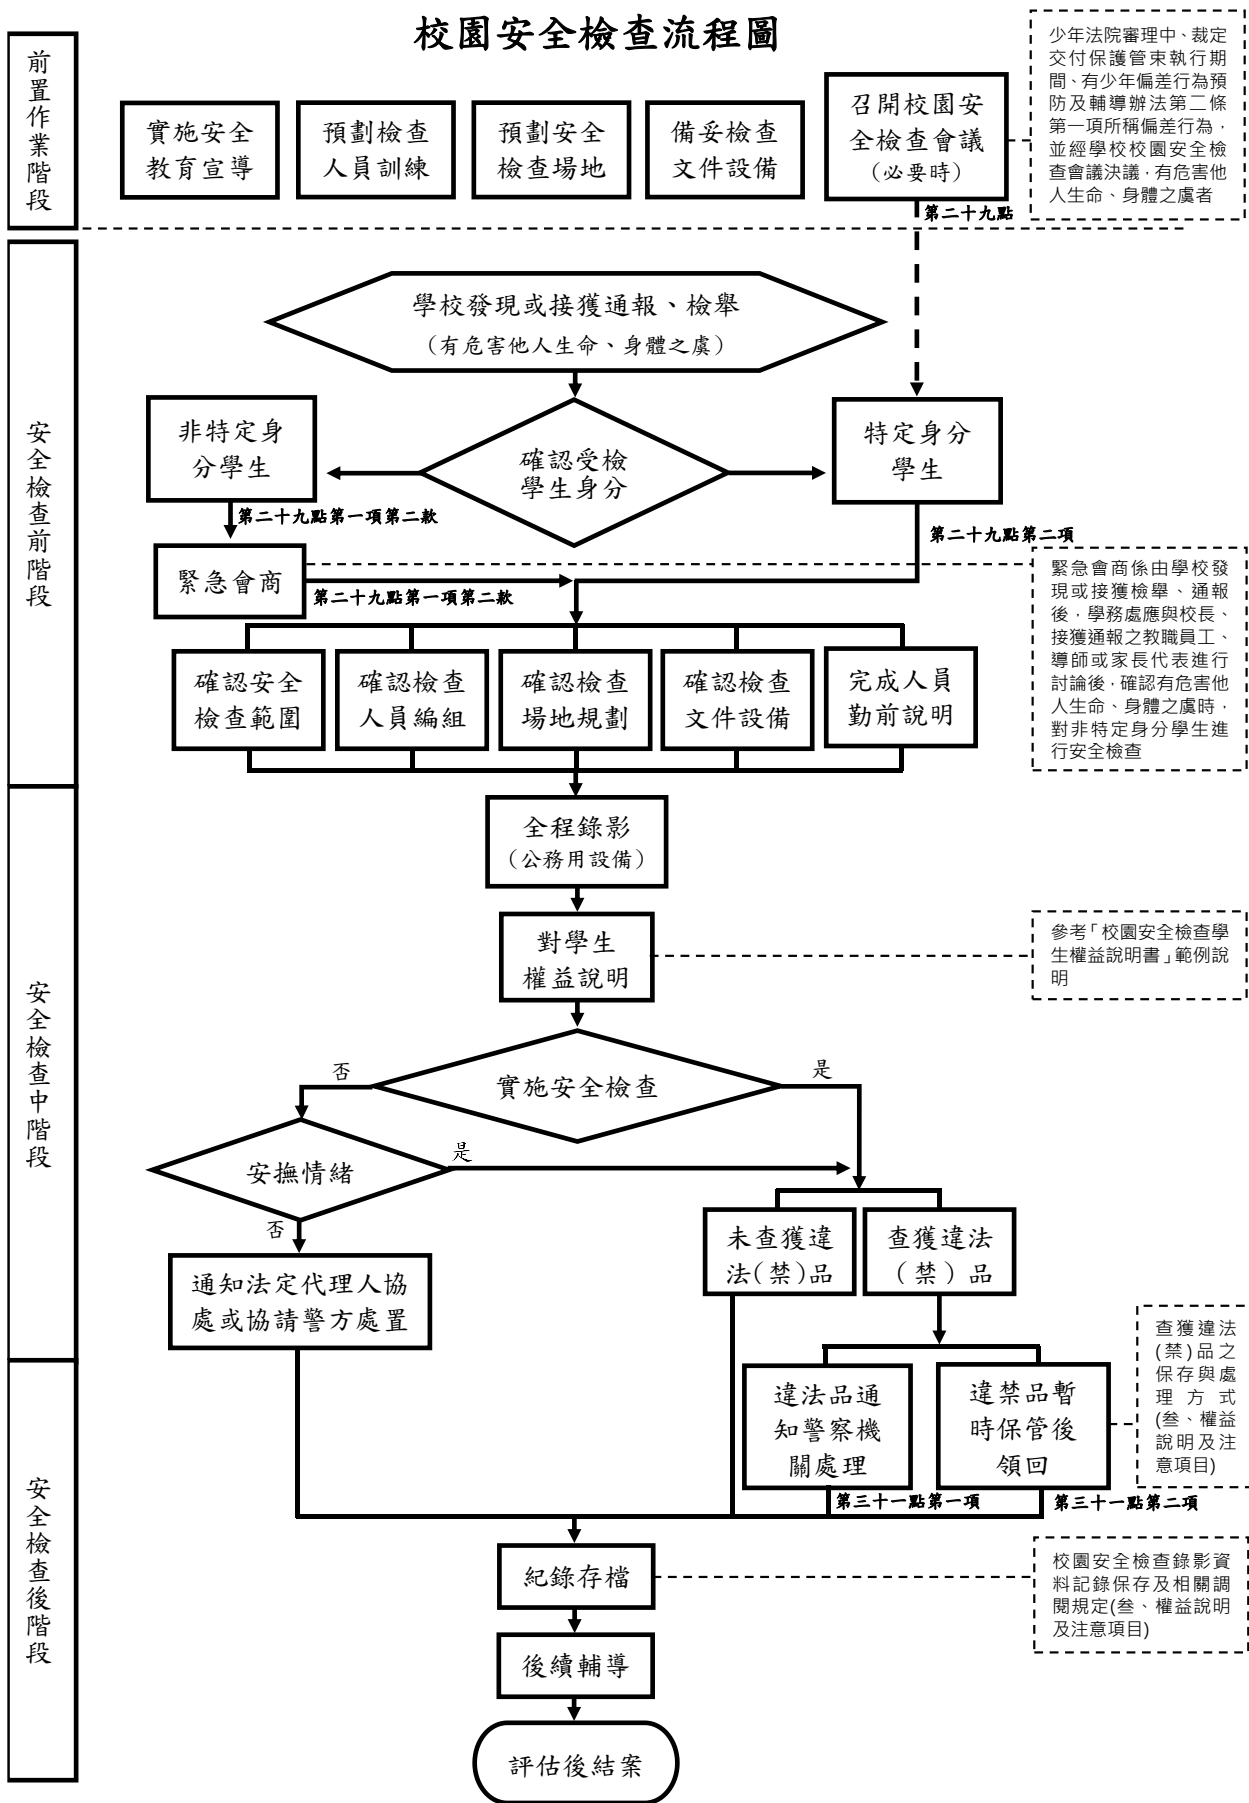 校園安全檢查流程圖
前置作業階段
實施安全
教育宣導
預劃檢查
人員訓練
預劃安全
檢查場地
備妥檢查
文件設備
召開校園安
全檢查會議
(必要時)
第二十九點
少年法院審理中、裁定
交付保護管束執行期
間、有少年偏差行為預
防及輔導辦法第二條
第一項所稱偏差行為，
並經學校校園安全檢
查會議決議，有危害他
人生命、身體之虞者
安全檢查前階段
學校發現或接獲通報、檢舉
(有危害他人生命、身體之虞)
非特定身
分學生
確認受檢
學生身分
特定身分
學生
第二十九點第一項第二款
第二十九點第二項
緊急會商
第二十九點第一項第二款
緊急會商係由學校發
現或接獲檢舉、通報
後，學務處應與校長、
接獲通報之教職員工、
導師或家長代表進行
討論後，確認有危害他
人生命、身體之虞時，
對非特定身分學生進
行安全檢查
確認安全
檢查範圍
確認檢查
人員編組
確認檢查
場地規劃
確認檢查
文件設備
完成人員
勤前說明
安全檢查中階段
全程錄影
(公務用設備)
對學生
權益說明
參考「校園安全檢查學
生權益說明書」範例說
明
實施安全檢查
否
是
安撫情緒
是
否
未查獲違
法(禁)品
查獲違法
(禁)品
通知法定代理人協
處或協請警方處置
查獲違法
(禁)品之
保存與處
理方式
(叁、權益
說明及注
意項目)
安全檢查後階段
違法品通
知警察機
關處理
違禁品暫
時保管後
領回
第三十一點第一項
第三十一點第二項
紀錄存檔
校園安全檢查錄影資
料記錄保存及相關調
閱規定(叁、權益說明
及注意項目)
後續輔導
評估後結案